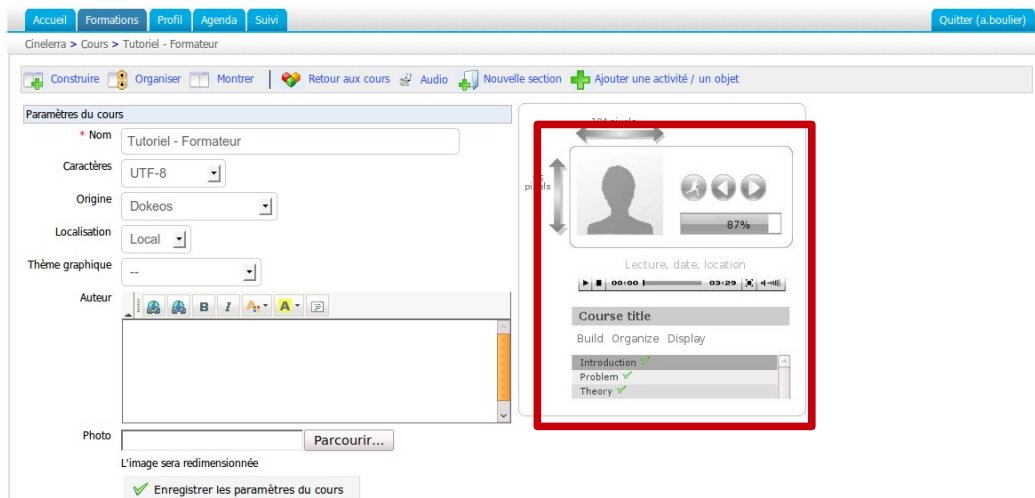 Accueil Formations Profil Agenda Suivi Quitter (a.boulier)
Cinelerra > Cours > Tutoriel - Formateur
Construire Organiser Montrer Retour aux cours Audio Nouvelle section Ajouter une activité / un objet
Paramètres du cours
* Nom Tutoriel - Formateur
Caractères UTF-8
Origine Dokeos
Localisation Local
Thème graphique --
Auteur
B I A A
Photo Parcourir...
L'image sera redimensionnée
Enregistrer les paramètres du cours
pixels
pixels
87%
Lecture, date, location
00:00 03:29
Course title
Build Organize Display
Introduction
Problem
Theory